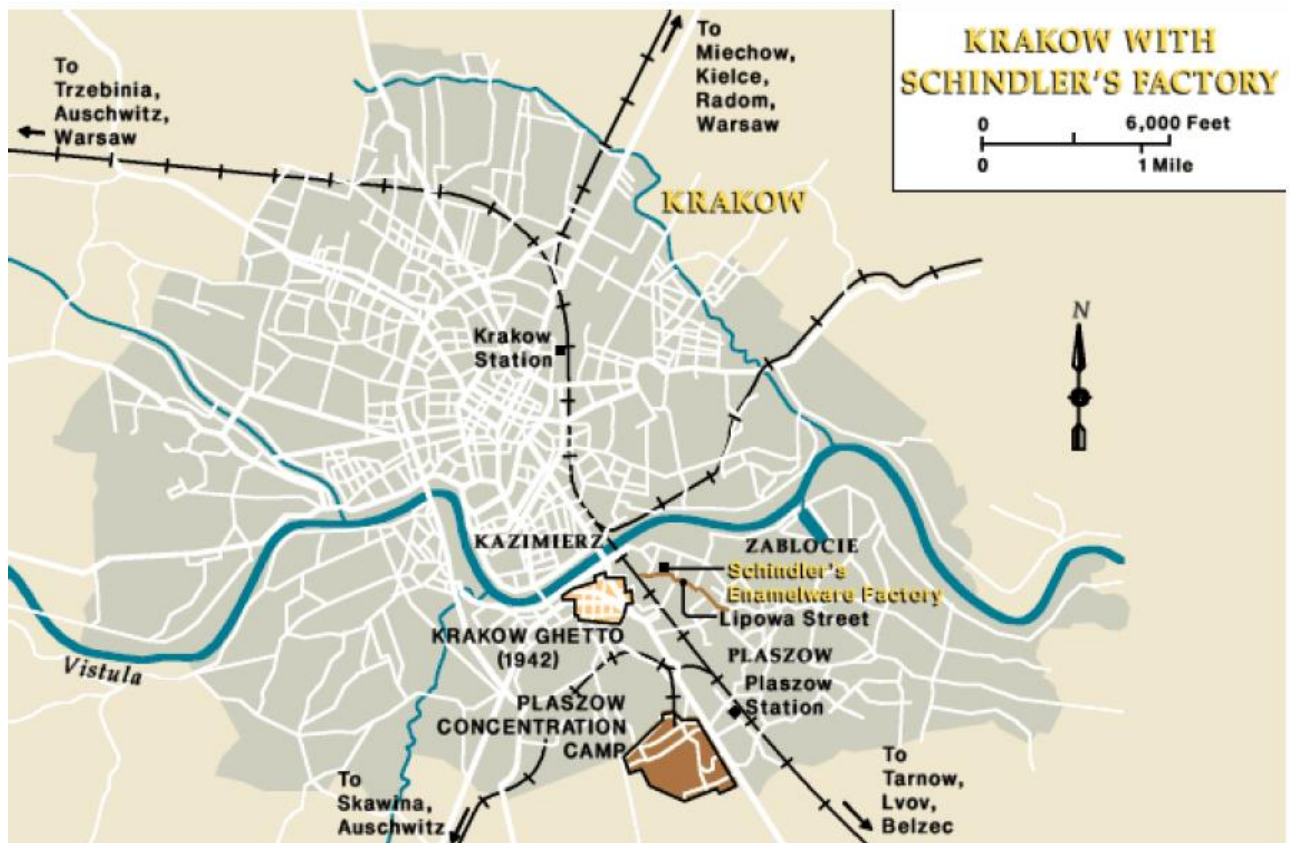 KRAKOW WITH
SCHINDLER'S FACTORY
0 6,000 Feet
0 1 Mile
To
Trzebinia,
Auschwitz,
Warsaw
To
Miechow,
Kielce,
Radom,
Warsaw
KRAKOW
N
Krakow
Station
KAZIMIERZ
ZABLOCIE
Schindler's
Enamelware Factory
Lipowa Street
KRAKOW GHETTO
(1942)
PLASZOW
Plaszow
Station
Vistula
PLASZOW
CONCENTRATION
CAMP
To
Skawina,
Auschwitz
To
Tarnow,
Lvov,
Belzec